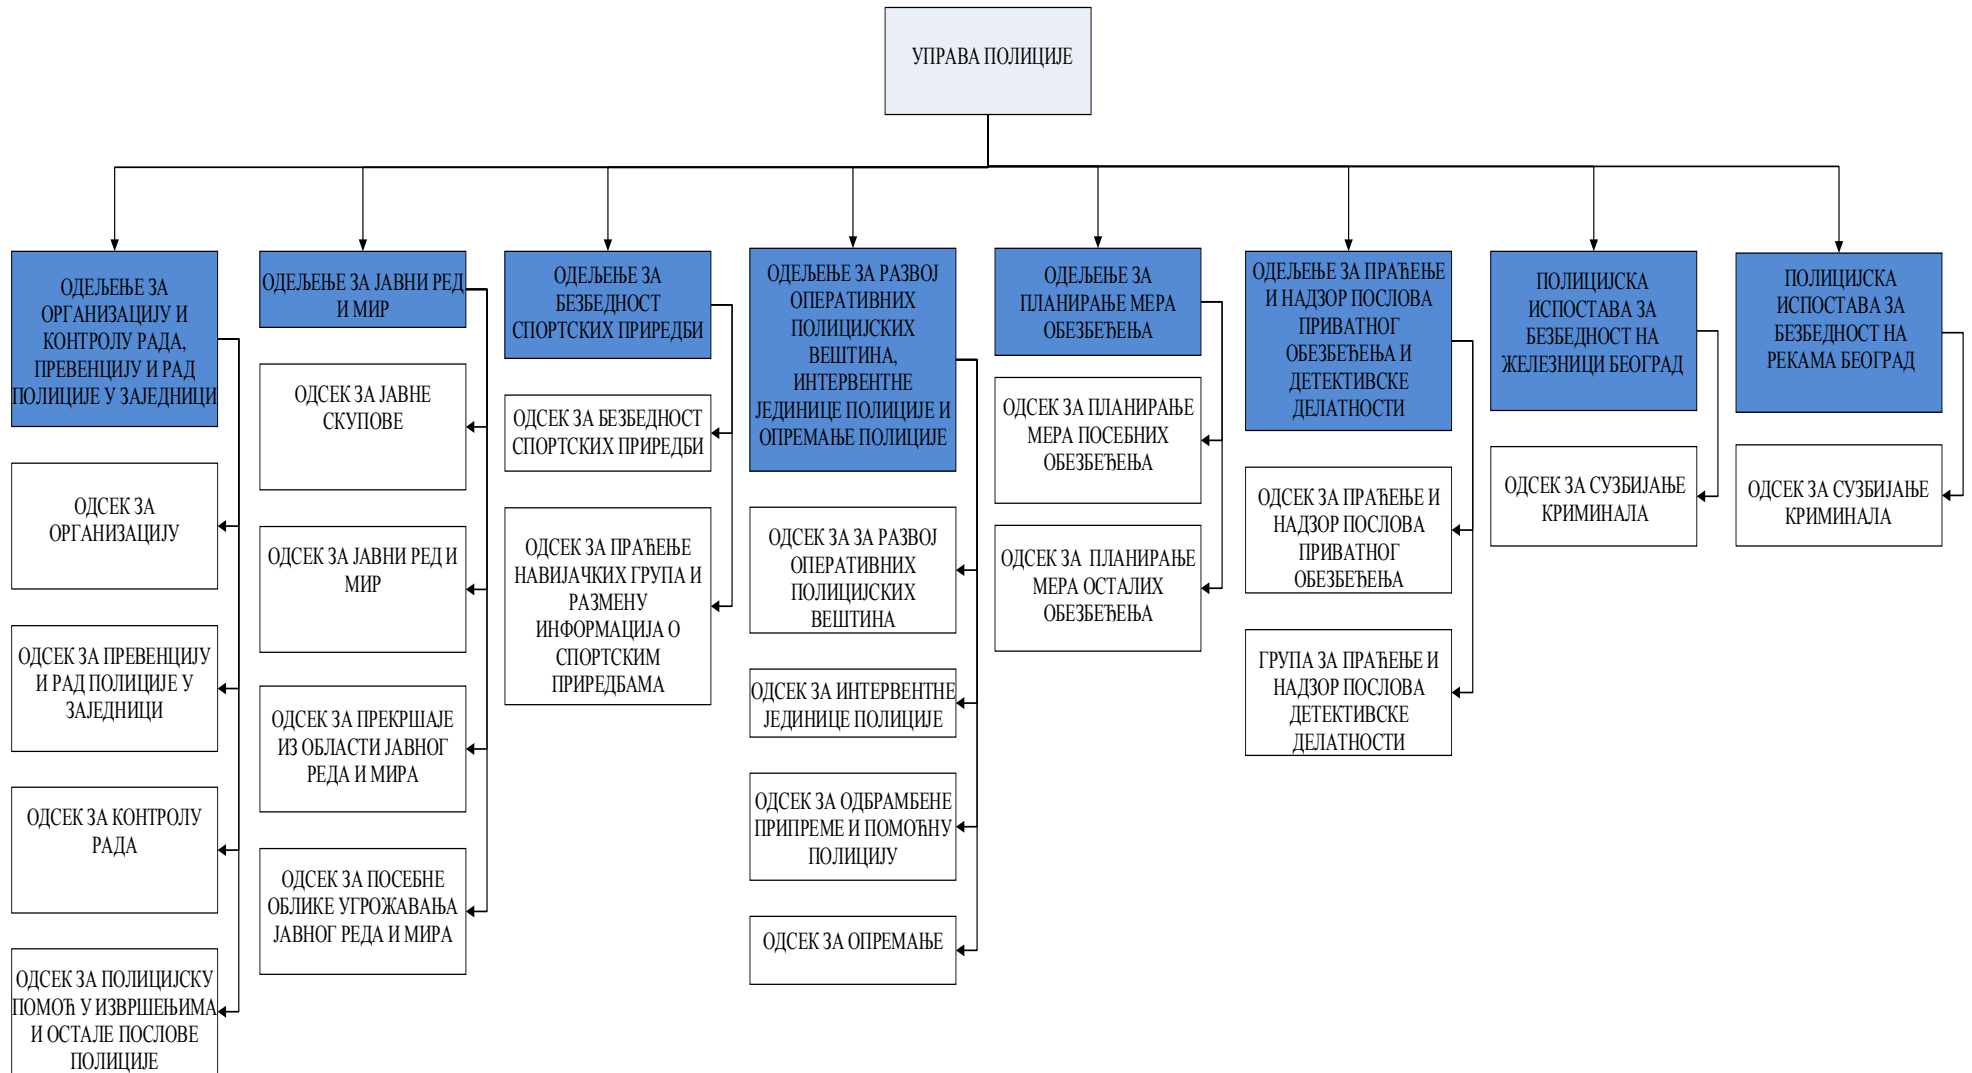 УПРАВА ПОЛИЦИЈЕ
ОДЕЉЕЊЕ ЗА
ОРГАНИЗАЦИЈУ И
КОНТРОЛУ РАДА,
ПРЕВЕНЦИЈУ И РАД
ПОЛИЦИЈЕ У ЗАЈЕДНИЦИ
ОДСЕК ЗА
ОРГАНИЗАЦИЈУ
ОДСЕК ЗА ПРЕВЕНЦИЈУ
И РАД ПОЛИЦИЈЕ У
ЗАЈЕДНИЦИ
ОДСЕК ЗА КОНТРОЛУ
РАДА
ОДСЕК ЗА ПОЛИЦИЈСКУ
ПОМОЋ У ИЗВРШЕЊИМА
И ОСТАЛЕ ПОСЛОВЕ
ПОЛИЦИЈЕ
ОДЕЉЕЊЕ ЗА ЈАВНИ РЕД
И МИР
ОДСЕК ЗА ЈАВНЕ
СКУПОВЕ
ОДСЕК ЗА ЈАВНИ РЕД И
МИР
ОДСЕК ЗА ПРЕКРШАЈЕ
ИЗ ОБЛАСТИ ЈАВНОГ
РЕДА И МИРА
ОДСЕК ЗА ПОСЕБНЕ
ОБЛИКЕ УГРОЖАВАЊА
ЈАВНОГ РЕДА И МИРА
ОДЕЉЕЊЕ ЗА
БЕЗБЕДНОСТ
СПОРТСКИХ ПРИРЕДБИ
ОДСЕК ЗА БЕЗБЕДНОСТ
СПОРТСКИХ ПРИРЕДБИ
ОДСЕК ЗА ПРАЋЕЊЕ
НАВИЈАЧКИХ ГРУПА И
РАЗМЕНУ
ИНФОРМАЦИЈА О
СПОРТСКИМ
ПРИРЕДБАМА
ОДЕЉЕЊЕ ЗА РАЗВОЈ
ОПЕРАТИВНИХ
ПОЛИЦИЈСКИХ
ВЕШТИНА,
ИНТЕРВЕНТНЕ
ЈЕДИНИЦЕ ПОЛИЦИЈЕ И
ОПРЕМАЊЕ ПОЛИЦИЈЕ
ОДСЕК ЗА ЗА РАЗВОЈ
ОПЕРАТИВНИХ
ПОЛИЦИЈСКИХ
ВЕШТИНА
ОДСЕК ЗА ИНТЕРВЕНТНЕ
ЈЕДИНИЦЕ ПОЛИЦИЈЕ
ОДСЕК ЗА ОДБРАМБЕНЕ
ПРИПРЕМЕ И ПОМОЋНУ
ПОЛИЦИЈУ
ОДСЕК ЗА ОПРЕМАЊЕ
ОДЕЉЕЊЕ ЗА
ПЛАНИРАЊЕ МЕРА
ОБЕЗБЕЂЕЊА
ОДСЕК ЗА ПЛАНИРАЊЕ
МЕРА ПОСЕБНИХ
ОБЕЗБЕЂЕЊА
ОДСЕК ЗА ПЛАНИРАЊЕ
МЕРА ОСТАЛИХ
ОБЕЗБЕЂЕЊА
ОДЕЉЕЊЕ ЗА ПРАЋЕЊЕ
И НАДЗОР ПОСЛОВА
ПРИВАТНОГ
ОБЕЗБЕЂЕЊА И
ДЕТЕКТИВСКЕ
ДЕЛАТНОСТИ
ОДСЕК ЗА ПРАЋЕЊЕ И
НАДЗОР ПОСЛОВА
ПРИВАТНОГ
ОБЕЗБЕЂЕЊА
ГРУПА ЗА ПРАЋЕЊЕ И
НАДЗОР ПОСЛОВА
ДЕТЕКТИВСКЕ
ДЕЛАТНОСТИ
ПОЛИЦИЈСКА
ИСПОСТАВА ЗА
БЕЗБЕДНОСТ НА
ЖЕЛЕЗНИЦИ БЕОГРАД
ОДСЕК ЗА СУЗБИЈАЊЕ
КРИМИНАЛА
ПОЛИЦИЈСКА
ИСПОСТАВА ЗА
БЕЗБЕДНОСТ НА
РЕКАМА БЕОГРАД
ОДСЕК ЗА СУЗБИЈАЊЕ
КРИМИНАЛА